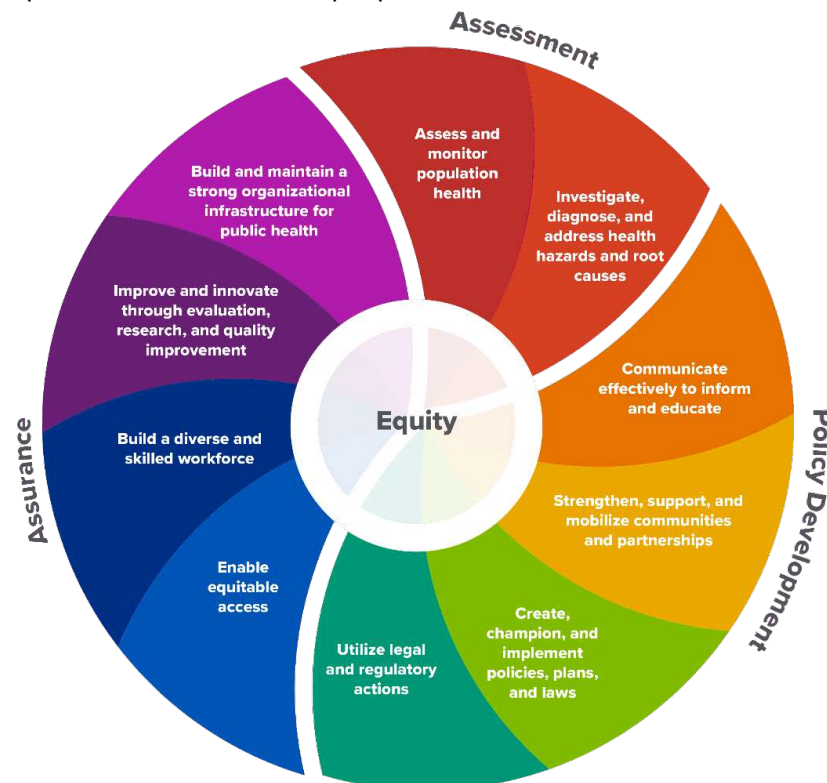 Assessment
Assess and
monitor
population
health
Investigate,
diagnose, and
address health
hazards and root
causes
Communicate
effectively to inform
and educate
Strengthen, support, and
mobilize communities
and partnerships
Create,
champion, and
implement
policies, plans,
and laws
Utilize legal
and regulatory
actions
Policy Development
Enable
equitable
access
Build a diverse and
skilled workforce
Improve and innovate
through evaluation,
research, and quality
improvement
Build and maintain a
strong organizational
infrastructure for
public health
Assurance
Equity